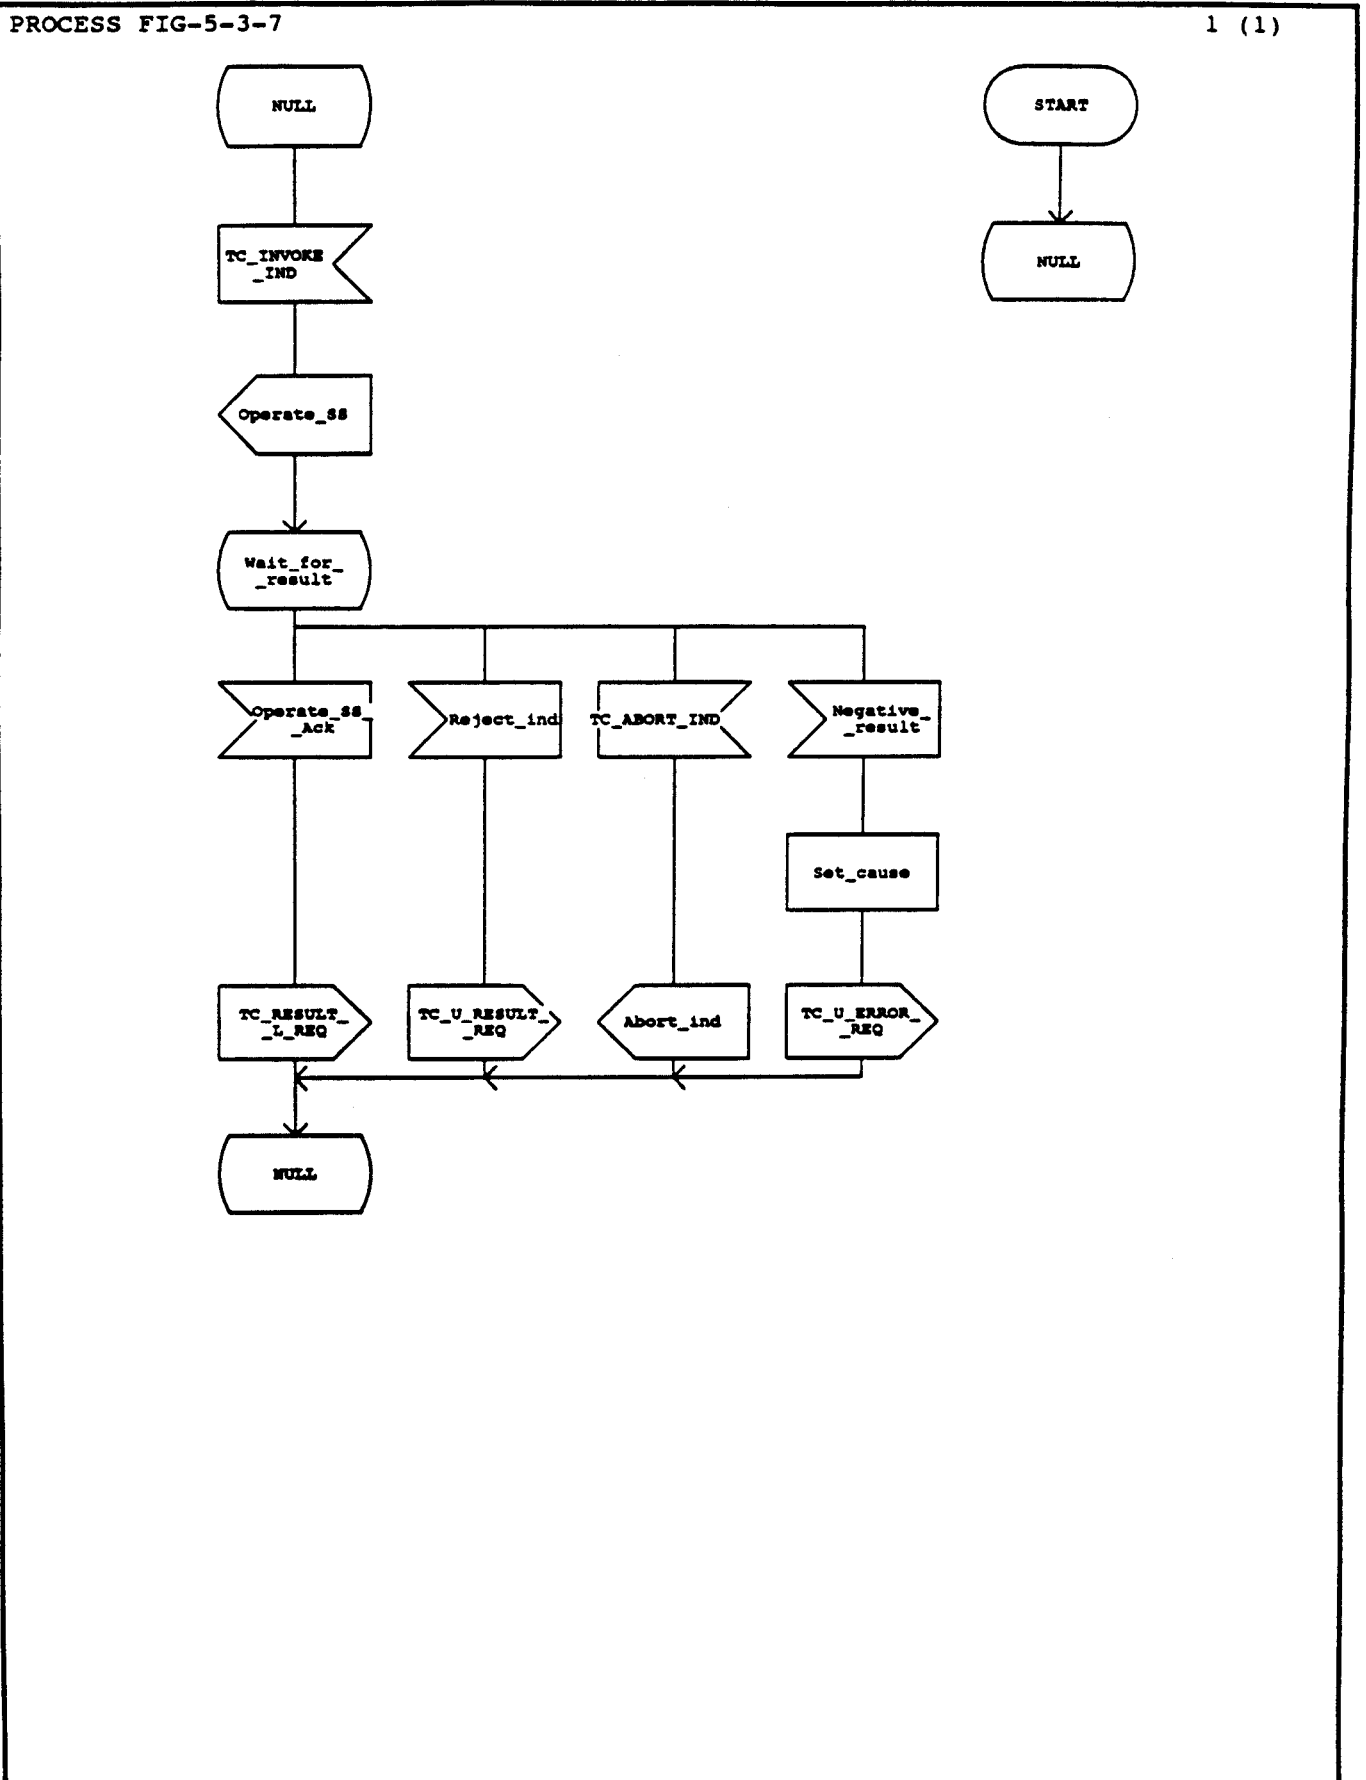 PROCESS FIG-5-3-7 1 (1)
NULL
START
TC_INVOKE
_IND
NULL
Operate_SS
Wait_for_
_result
Operate_SS_
_Ack
Reject_ind
TC_ABORT_IND
Negative_
_result
Set_cause
TC_RESULT_
_L_REQ
TC_U_RESULT_
_REQ
Abort_ind
TC_U_ERROR_
_REQ
NULL